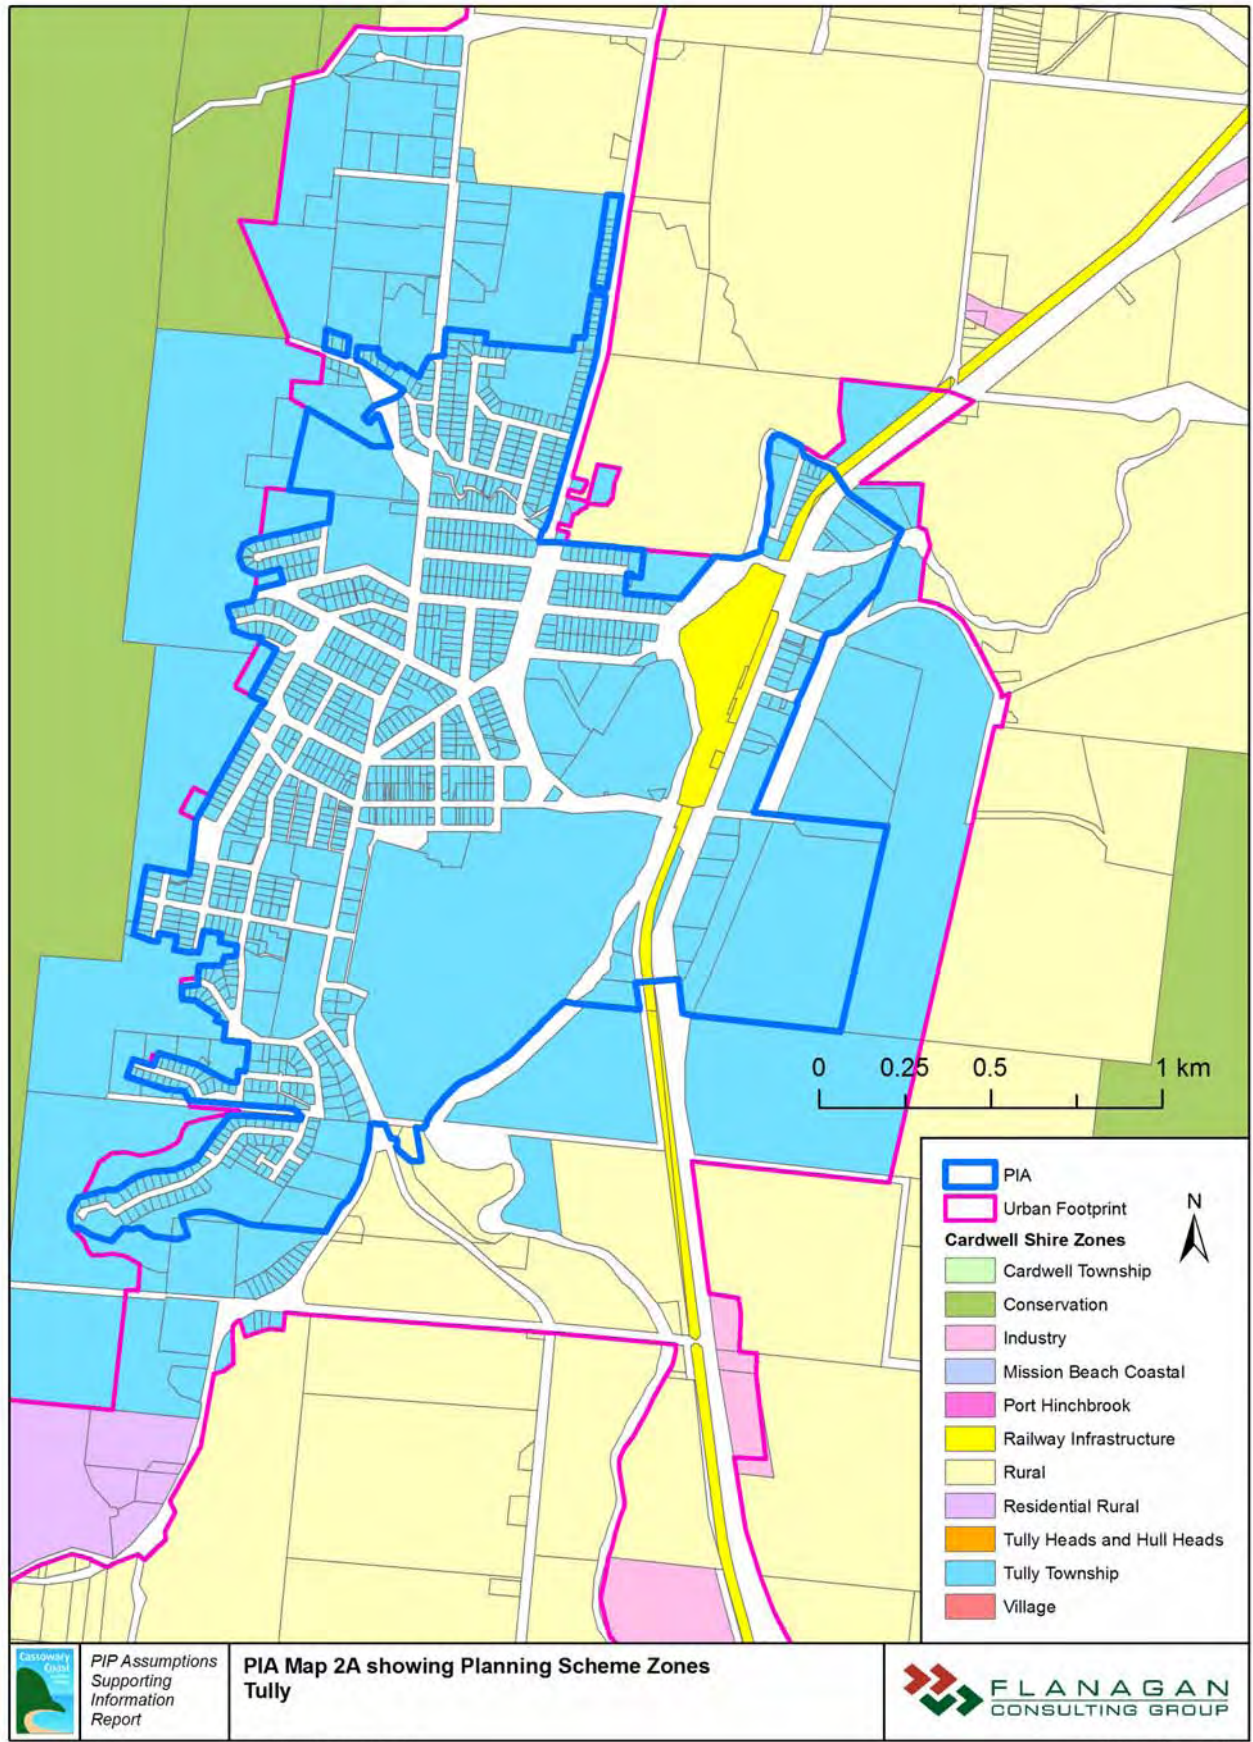 0 0.25 0.5 1 km
PIA
Urban Footprint
N
Cardwell Shire Zones
Cardwell Township
Conservation
Industry
Mission Beach Coastal
Port Hinchbrook
Railway Infrastructure
Rural
Residential Rural
Tully Heads and Hull Heads
Tully Township
Village
Cassowary
Coast
PIP Assumptions
Supporting
Information
Report
PIA Map 2A showing Planning Scheme Zones
Tully
FLANAGAN
CONSULTING GROUP